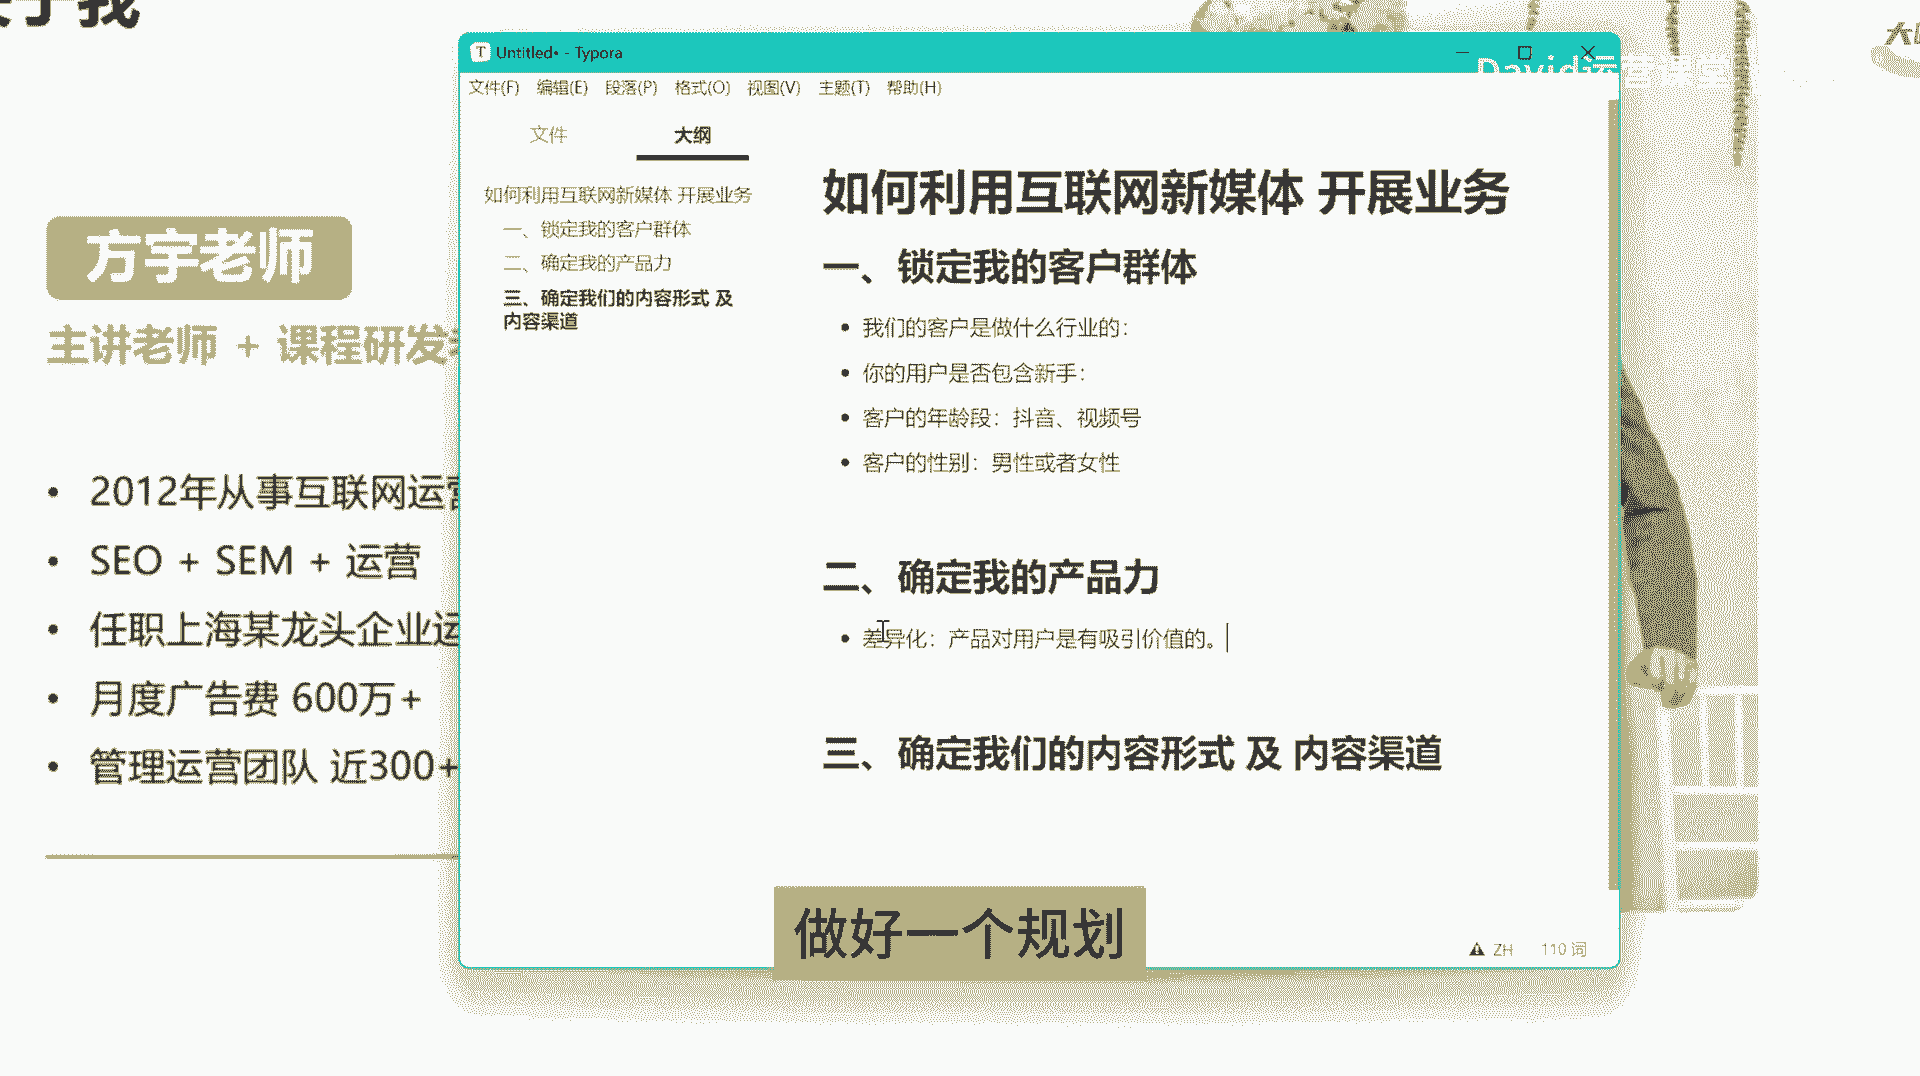 关于我
方宇老师
主讲老师 + 课程研发
2012年从事互联网运营
SEO + SEM + 运营
任职上海某龙头企业运
月度广告费 600万+
管理运营团队 近300+
Untitled• - Typora
David运营课堂
文件(F) 编辑(E) 段落(P) 格式(O) 视图(V) 主题(T) 帮助(H)
文件 大纲
如何利用互联网新媒体 开展业务
一、锁定我的客户群体
二、确定我的产品力
三、确定我们的内容形式 及
内容渠道
如何利用互联网新媒体 开展业务
一、锁定我的客户群体
我们的客户是做什么行业的：
你的用户是否包含新手：
客户的年龄段：抖音、视频号
客户的性别：男性或者女性
二、确定我的产品力
差异化：产品对用户是有吸引价值的。
三、确定我们的内容形式 及 内容渠道
ZH 110 词
做好一个规划